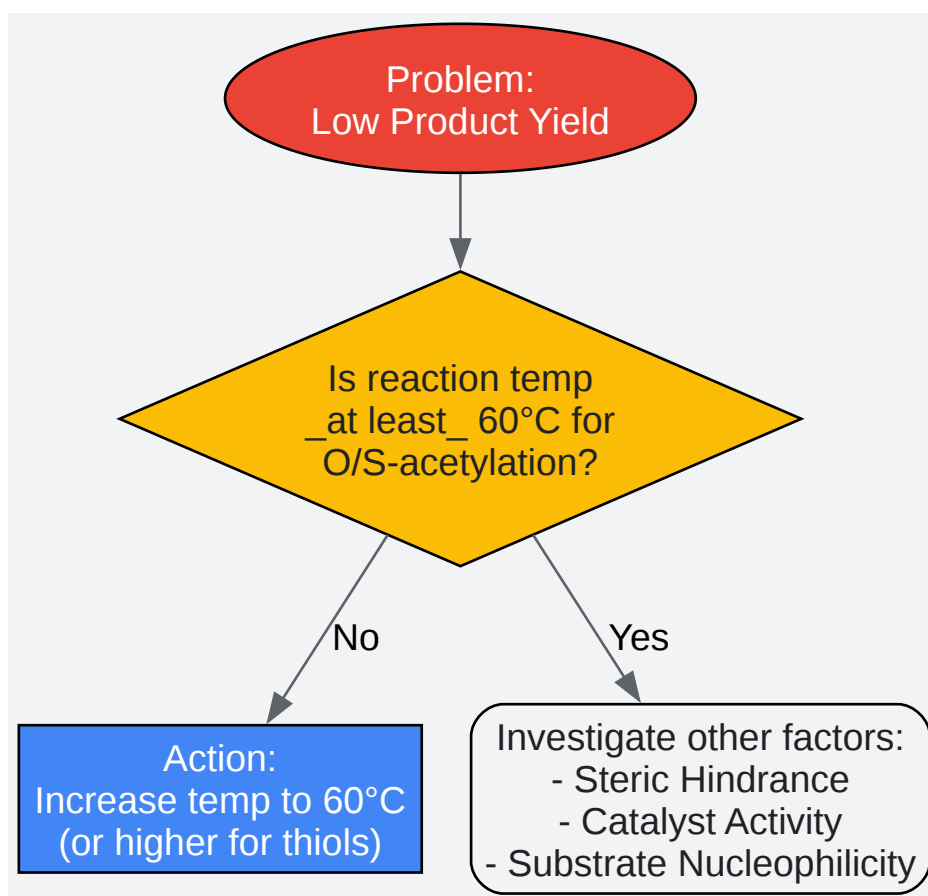 Problem:
Low Product Yield
Is reaction temp
_at least_ 60°C for
O/S-acetylation?
No
Yes
Action:
Increase temp to 60°C
(or higher for thiols)
Investigate other factors:
- Steric Hindrance
- Catalyst Activity
- Substrate Nucleophilicity